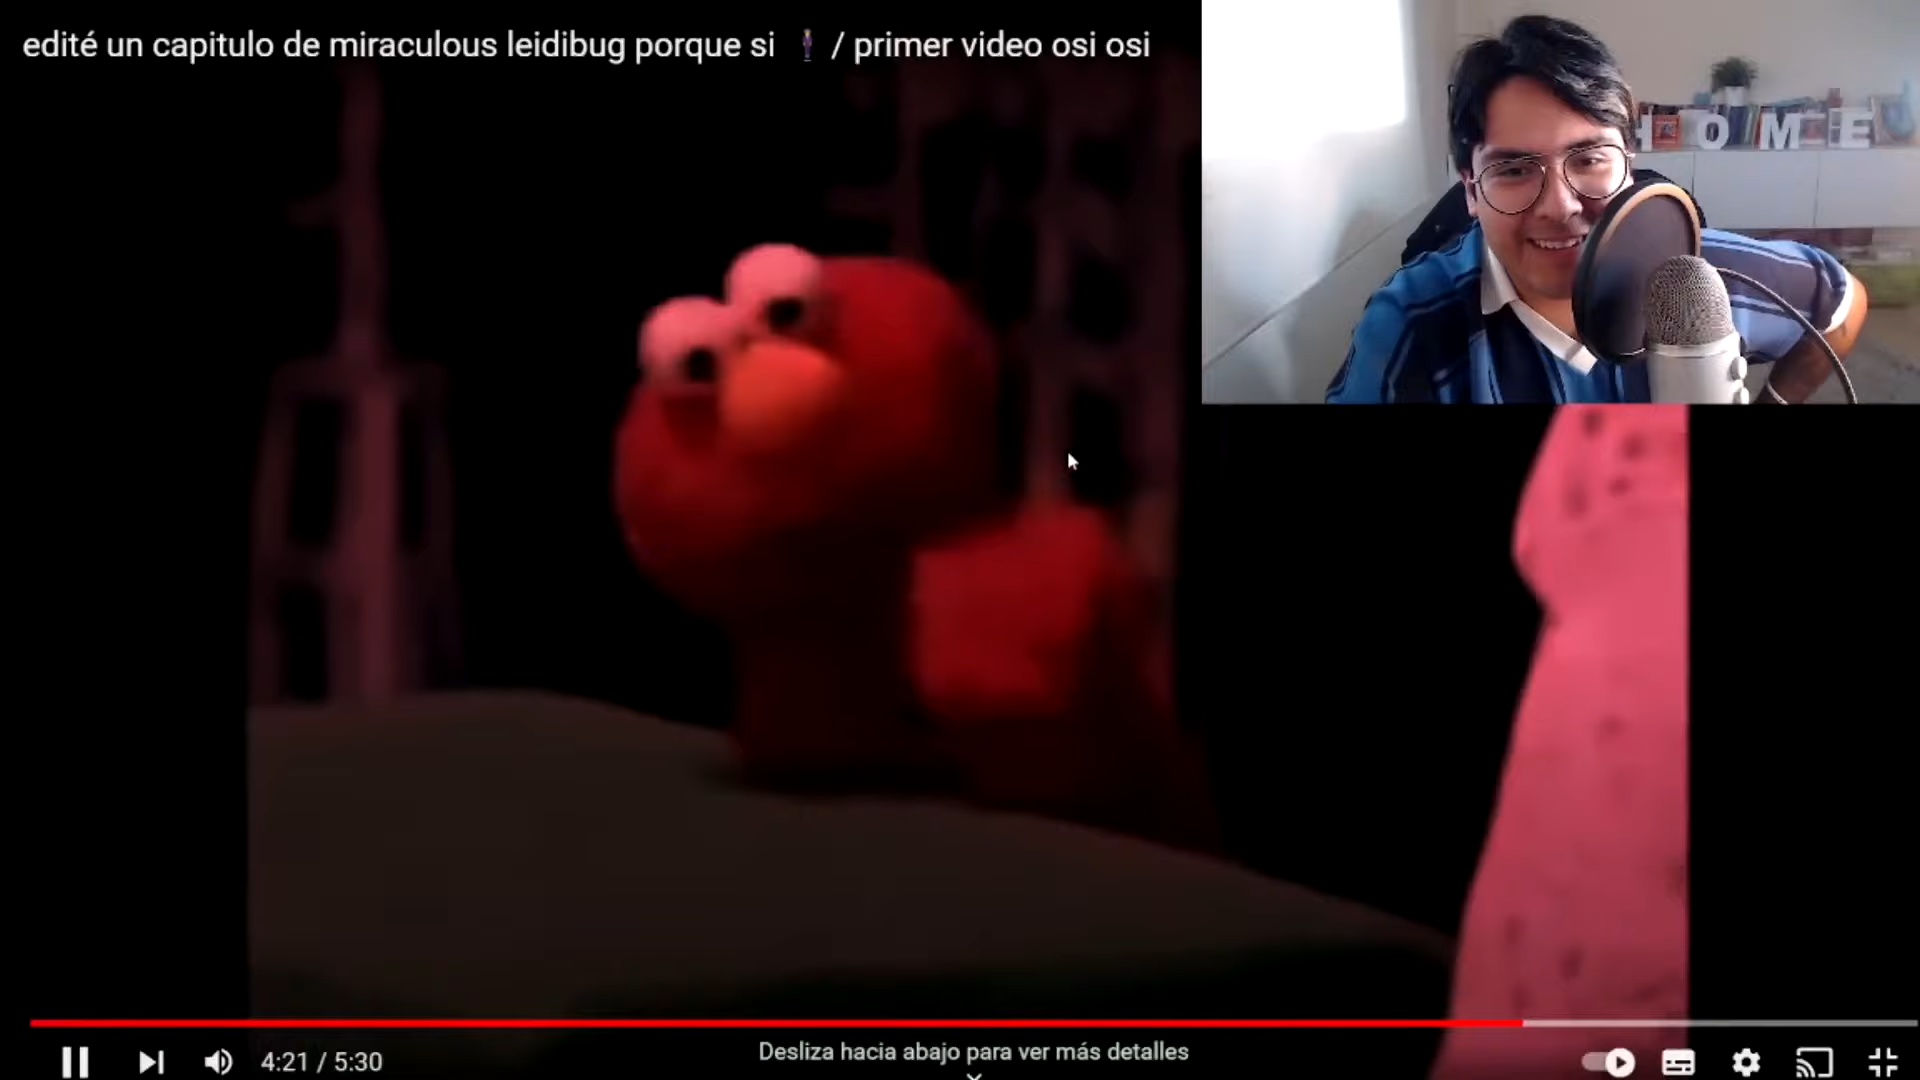 edité un capitulo de miraculous leidibug porque si 🕴 / primer video osi osi
HOME
Desliza hacia abajo para ver más detalles
4:21 / 5:30